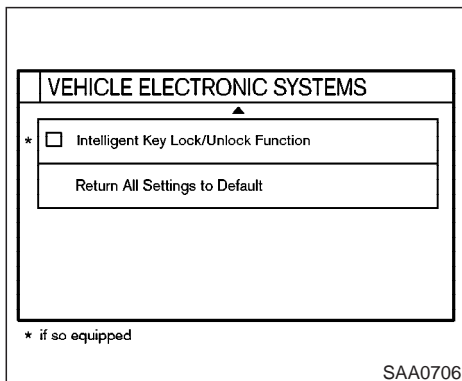 VEHICLE ELECTRONIC SYSTEMS
* Intelligent Key Lock/Unlock Function
Return All Settings to Default
* if so equipped
SAA0706